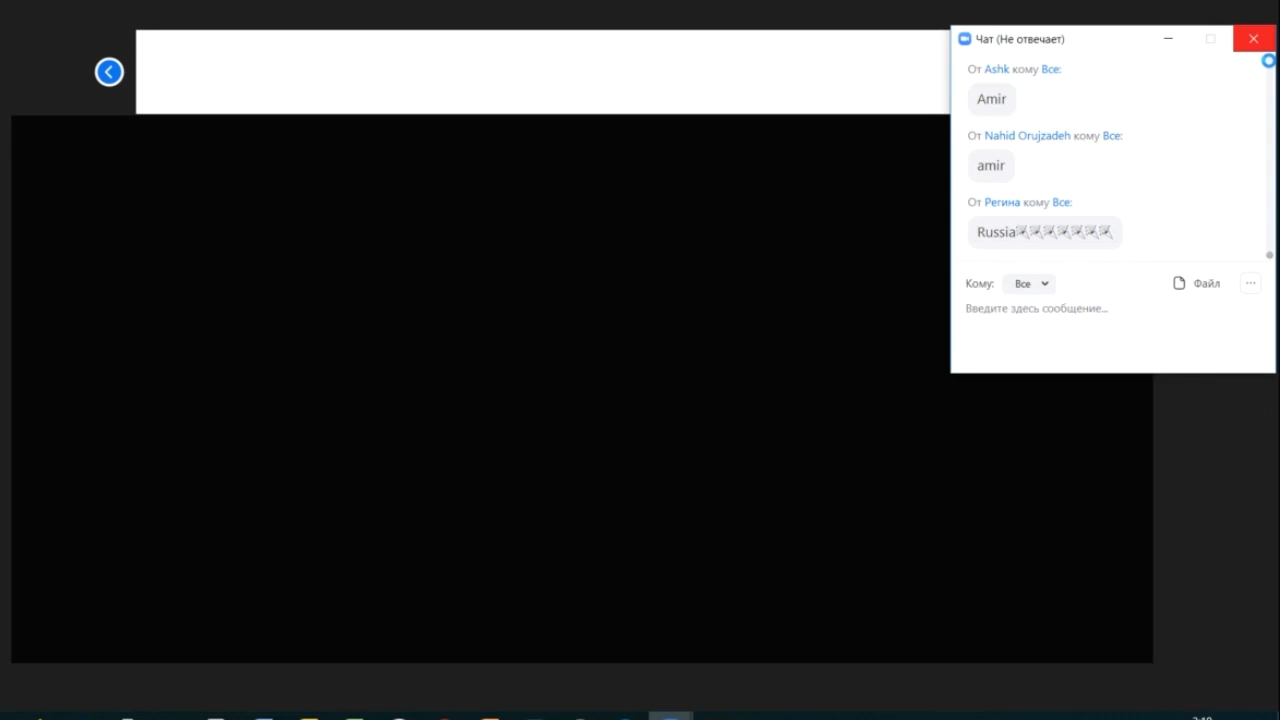 Чат (Не отвечает)
От Ashk кому Все:
Amir
От Nahid Orujzadeh кому Все:
amir
От Регина кому Все:
Russia
Кому: Все Файл ...
Введите здесь сообщение...